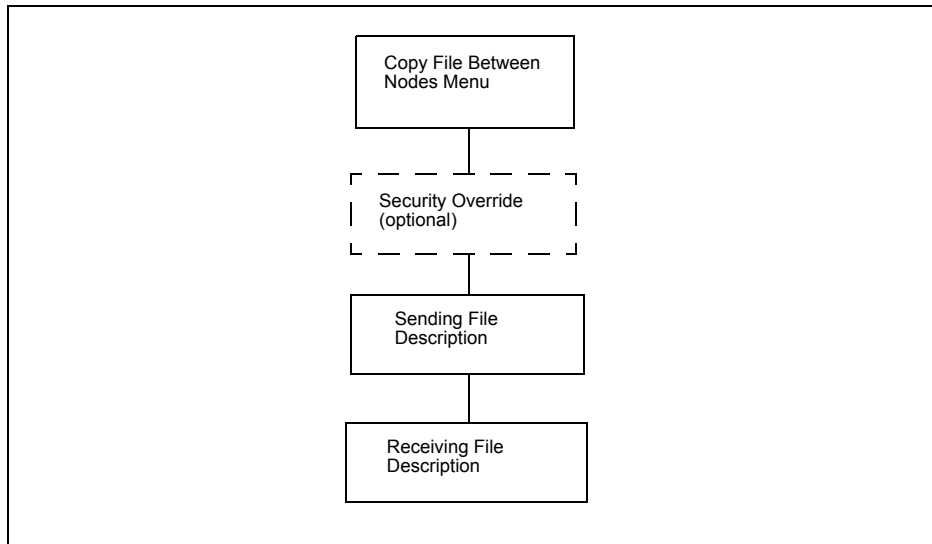 Copy File Between
Nodes Menu
Security Override
(optional)
Sending File
Description
Receiving File
Description